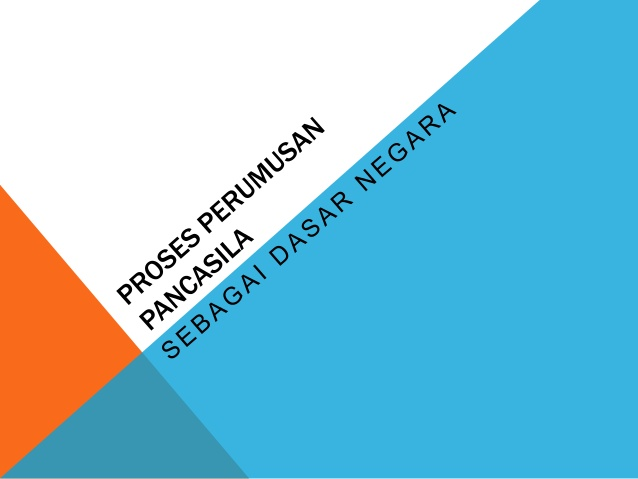 PROSES PERUMUSAN
PANCASILA
SEBAGAI DASAR NEGARA